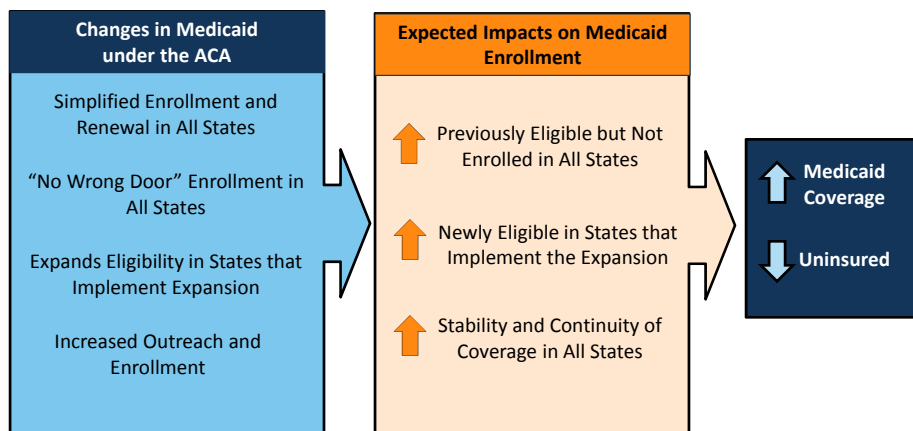 Changes in Medicaid
under the ACA
Simplified Enrollment and
Renewal in All States
“No Wrong Door” Enrollment in
All States
Expands Eligibility in States that
Implement Expansion
Increased Outreach and
Enrollment
Expected Impacts on Medicaid
Enrollment
Previously Eligible but Not
Enrolled in All States
Newly Eligible in States that
Implement the Expansion
Stability and Continuity of
Coverage in All States
Medicaid
Coverage
Uninsured